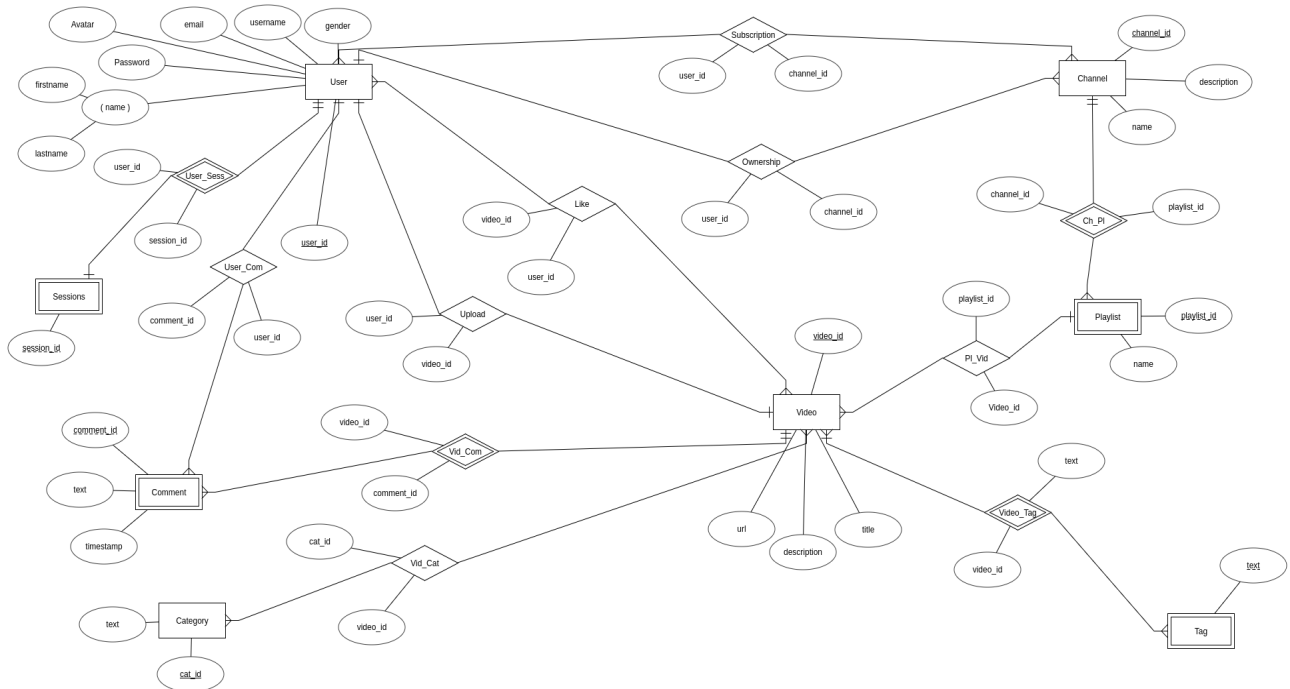 Avatar
email
username
gender
Subscription
channel_id
Password
user_id
channel_id
User
Channel
description
firstname
( name )
name
lastname
user_id
User_Sess
Ownership
channel_id
playlist_id
session_id
user_id
video_id
Like
user_id
channel_id
Ch_Pl
User_Com
user_id
Sessions
comment_id
user_id
session_id
user_id
Upload
video_id
playlist_id
video_id
Playlist
playlist_id
Pl_Vid
name
Video_id
Video
comment_id
video_id
Vid_Com
text
Comment
comment_id
text
timestamp
cat_id
url
description
title
Video_Tag
video_id
Vid_Cat
text
text
Category
video_id
Tag
cat_id